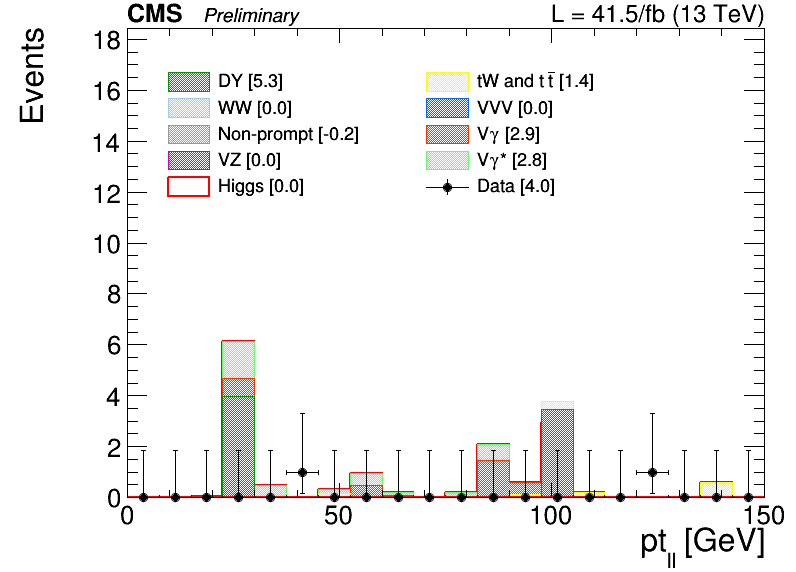 CMS Preliminary L = 41.5/fb (13 TeV)
Events
18
16
14
12
10
8
6
4
2
0
DY [5.3]
WW [0.0]
Non-prompt [-0.2]
VZ [0.0]
Higgs [0.0]
tW and tt̅ [1.4]
VVV [0.0]
Vγ [2.9]
Vγ* [2.8]
Data [4.0]
0 50 100 150
pt_ll [GeV]